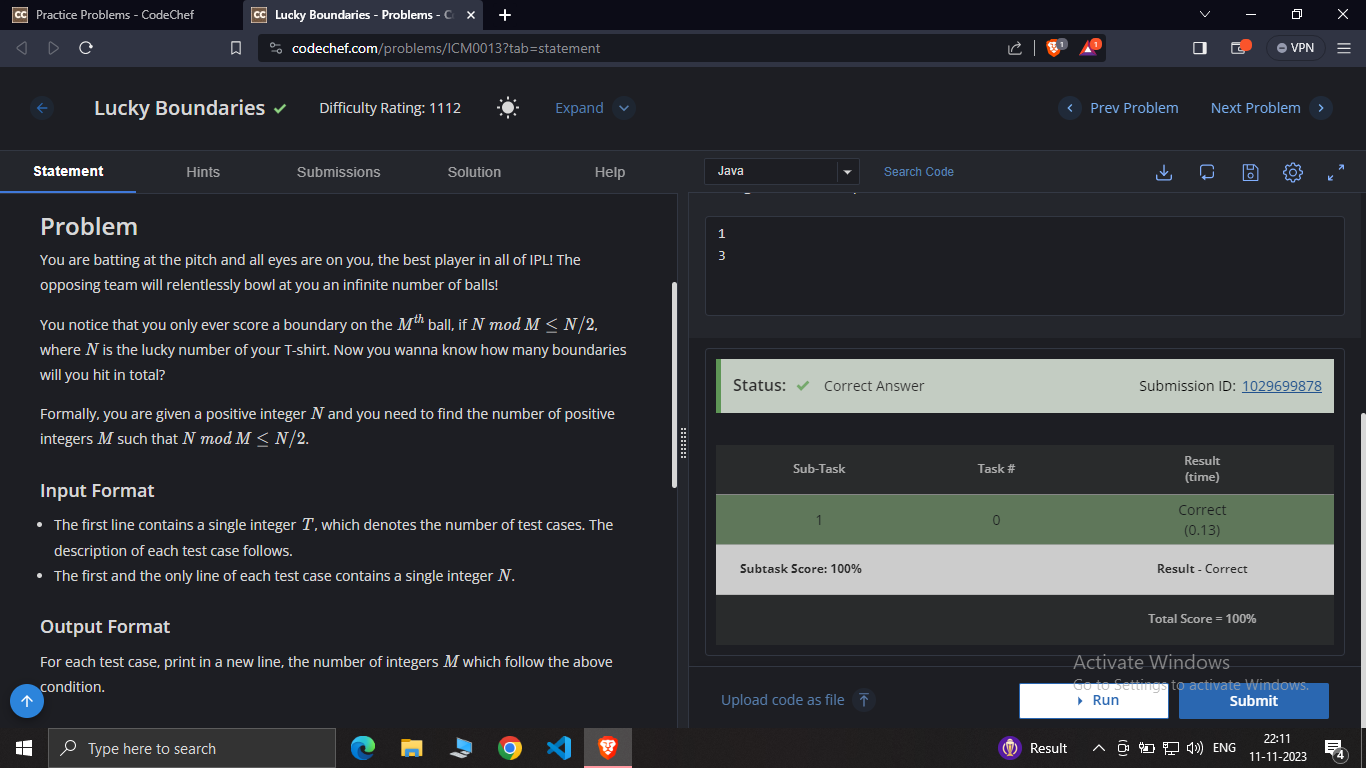 Practice Problems - CodeChef
Lucky Boundaries - Problems - C
codechef.com/problems/ICM0013?tab=statement
1
1
VPN
Lucky Boundaries
Difficulty Rating: 1112
Expand
Prev Problem
Next Problem
Statement
Hints
Submissions
Solution
Help
Java
Search Code
Problem
You are batting at the pitch and all eyes are on you, the best player in all of IPL! The
opposing team will relentlessly bowl at you an infinite number of balls!
You notice that you only ever score a boundary on the Mth ball, if N mod M ≤ N/2,
where N is the lucky number of your T-shirt. Now you wanna know how many boundaries
will you hit in total?
Formally, you are given a positive integer N and you need to find the number of positive
integers M such that N mod M ≤ N/2.
Input Format
• The first line contains a single integer T, which denotes the number of test cases. The
description of each test case follows.
• The first and the only line of each test case contains a single integer N.
Output Format
For each test case, print in a new line, the number of integers M which follow the above
condition.
1
3
Status: ✓ Correct Answer
Submission ID: 1029699878
Sub-Task
Task #
Result
(time)
1
0
Correct
(0.13)
Subtask Score: 100%
Result - Correct
Total Score = 100%
Activate Windows
Go to Settings to activate Windows.
Upload code as file
Run
Submit
Type here to search
Result
ENG
22:11
11-11-2023
4